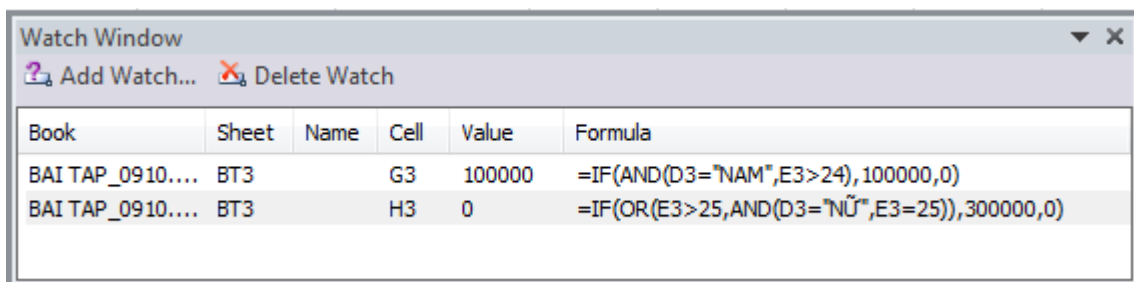 Watch Window
Add Watch... Delete Watch
Book Sheet Name Cell Value Formula
BAI TAP_0910.... BT3 G3 100000 =IF(AND(D3="NAM",E3>24),100000,0)
BAI TAP_0910.... BT3 H3 0 =IF(OR(E3>25,AND(D3="NỮ",E3=25)),300000,0)